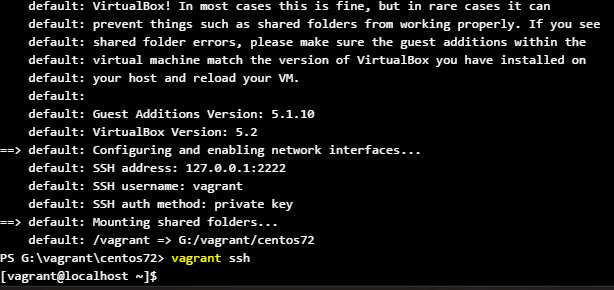 default: VirtualBox! In most cases this is fine, but in rare cases it can
default: prevent things such as shared folders from working properly. If you see
default: shared folder errors, please make sure the guest additions within the
default: virtual machine match the version of VirtualBox you have installed on
default: your host and reload your VM.
default:
default: Guest Additions Version: 5.1.10
default: VirtualBox Version: 5.2
==> default: Configuring and enabling network interfaces...
default: SSH address: 127.0.0.1:2222
default: SSH username: vagrant
default: SSH auth method: private key
==> default: Mounting shared folders...
default: /vagrant => G:/vagrant/centos72
PS G:\vagrant\centos72> vagrant ssh
[vagrant@localhost ~]$